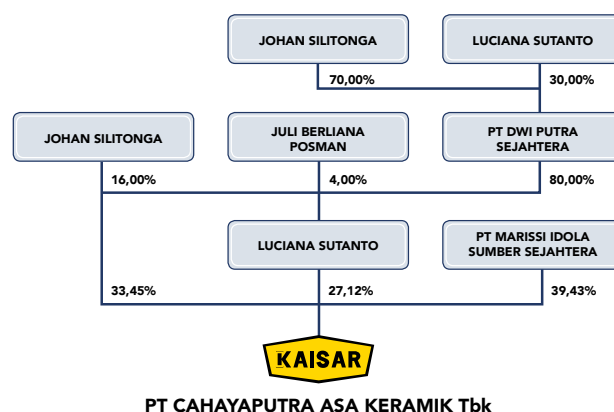 JOHAN SILITONGA
LUCIANA SUTANTO
70,00%
30,00%
JOHAN SILITONGA
JULI BERLIANA
POSMAN
PT DWI PUTRA
SEJAHTERA
16,00%
4,00%
80,00%
LUCIANA SUTANTO
PT MARISSI IDOLA
SUMBER SEJAHTERA
33,45%
27,12%
39,43%
KAISAR
PT CAHAYAPUTRA ASA KERAMIK Tbk